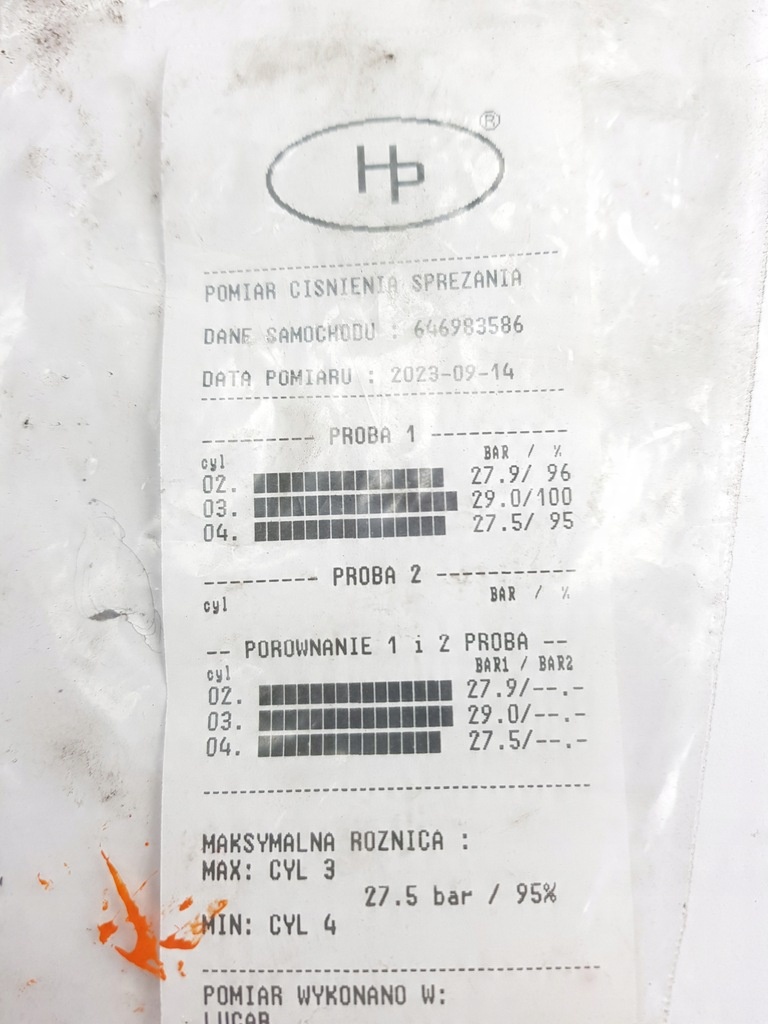 Hp ®
POMIAR CISNIENIA SPREZANIA
DANE SAMOCHODU : 646983586
DATA POMIARU : 2023-09-14
--------- PROBA 1 -----------
cyl BAR / %
02. 27.9/ 96
03. 29.0/100
04. 27.5/ 95
--------- PROBA 2 -----------
cyl BAR / %
-- POROWNANIE 1 i 2 PROBA --
cyl BAR1 / BAR2
02. 27.9/--.-
03. 29.0/--.-
04. 27.5/--.-
MAKSYMALNA ROZNICA :
MAX: CYL 3
27.5 bar / 95%
MIN: CYL 4
POMIAR WYKONANO W:
LUCAR